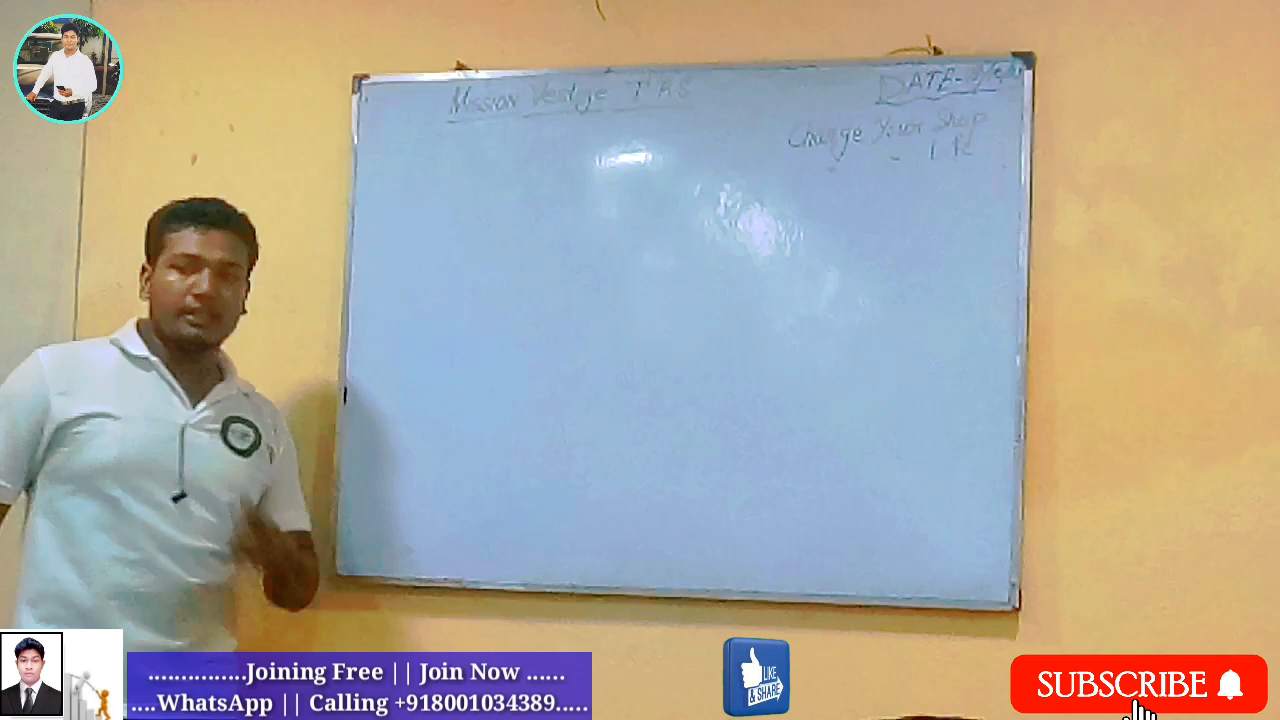 Mission Vestige
DATE-
Change Your Shop
...............Joining Free || Join Now ......
....WhatsApp || Calling +918001034389.....
LIKE
& SHARE
SUBSCRIBE